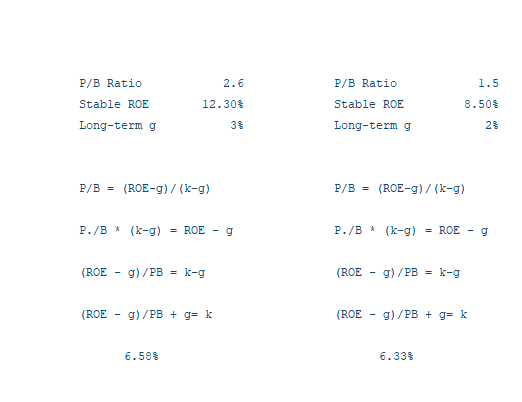 P/B Ratio 2.6 P/B Ratio 1.5
Stable ROE 12.30% Stable ROE 8.50%
Long-term g 3% Long-term g 2%
P/B = (ROE-g)/(k-g) P/B = (ROE-g)/(k-g)
P./B * (k-g) = ROE - g P./B * (k-g) = ROE - g
(ROE - g)/PB = k-g (ROE - g)/PB = k-g
(ROE - g)/PB + g= k (ROE - g)/PB + g= k
6.58% 6.33%